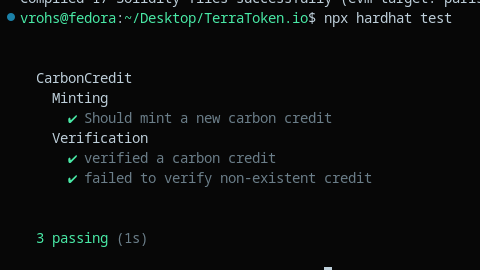 Compiled 17 Solidity files successfully (evm target: paris
vrohs@fedora:~/Desktop/TerraToken.io$ npx hardhat test
CarbonCredit
Minting
✔ Should mint a new carbon credit
Verification
✔ verified a carbon credit
✔ failed to verify non-existent credit
3 passing (1s)